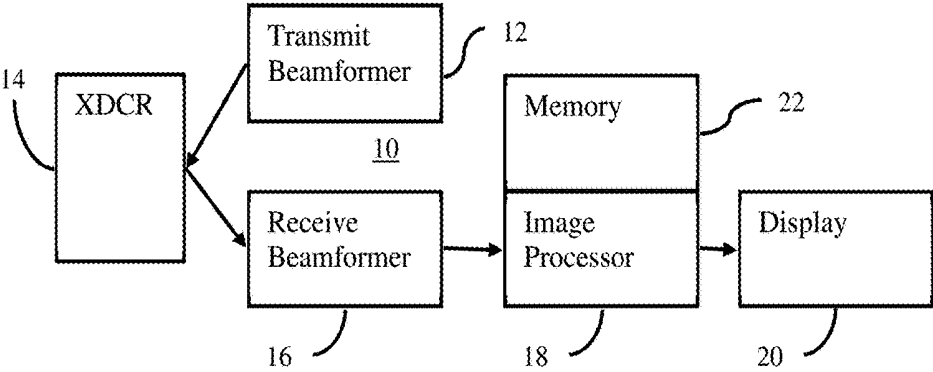 Transmit
Beamformer
12
14
XDCR
Memory
22
10
Receive
Beamformer
Image
Processor
Display
16
18
20